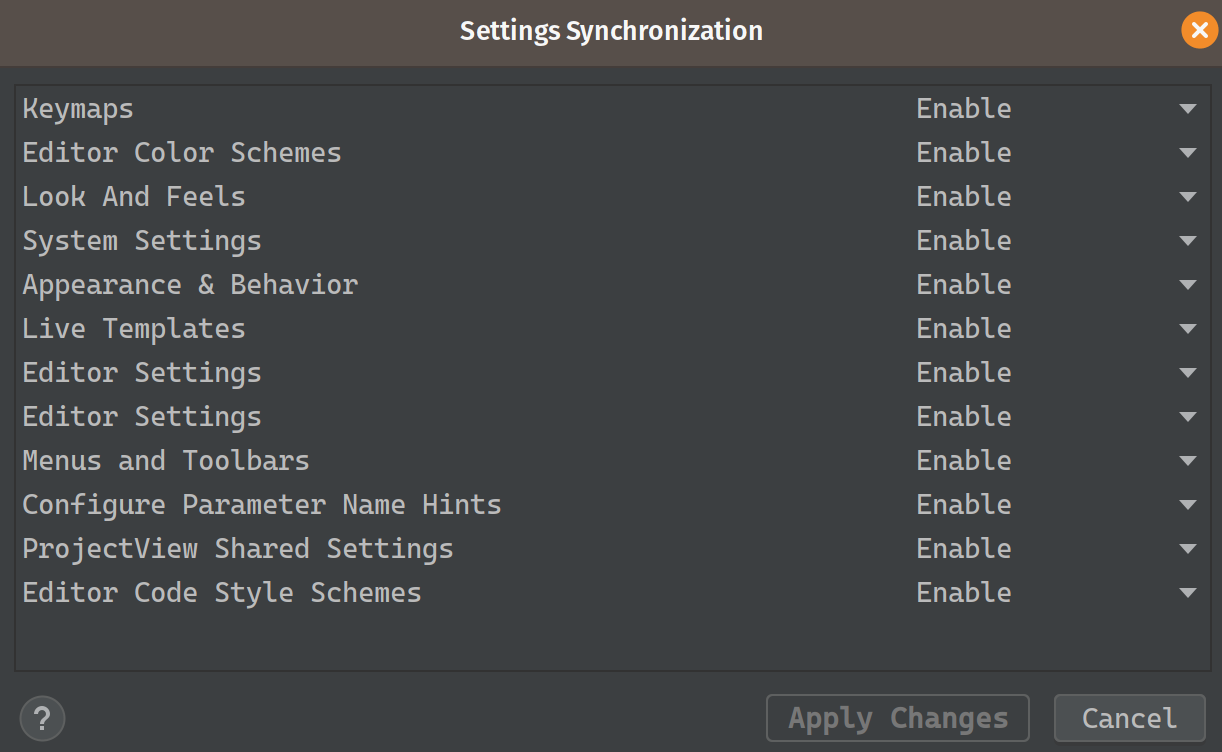 Settings Synchronization
Keymaps Enable
Editor Color Schemes Enable
Look And Feels Enable
System Settings Enable
Appearance & Behavior Enable
Live Templates Enable
Editor Settings Enable
Editor Settings Enable
Menus and Toolbars Enable
Configure Parameter Name Hints Enable
ProjectView Shared Settings Enable
Editor Code Style Schemes Enable
? Apply Changes Cancel